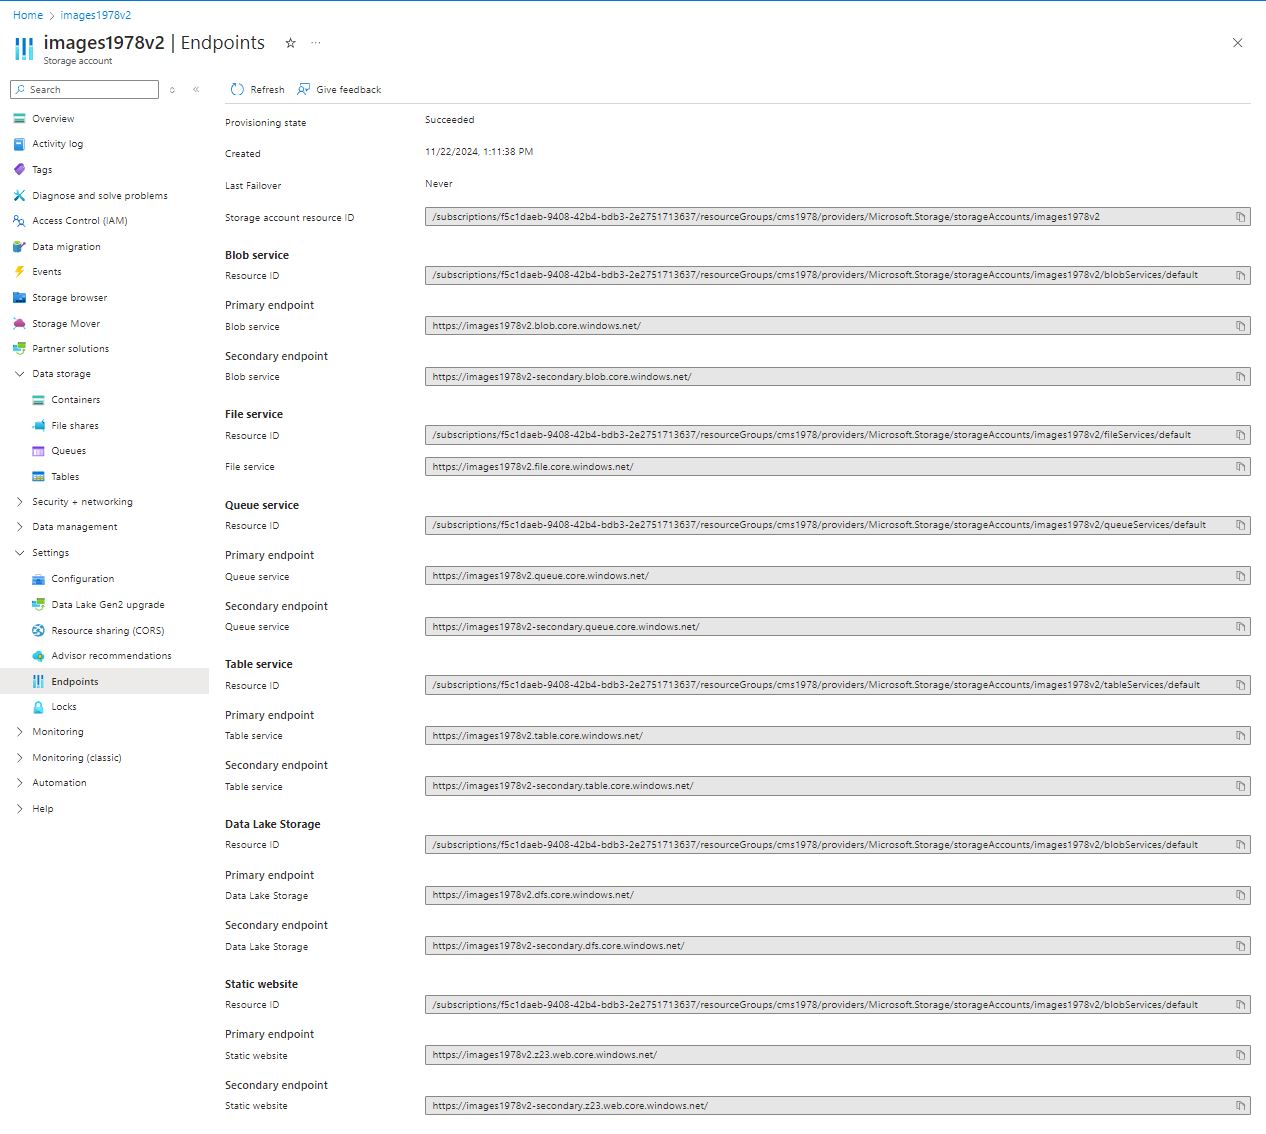 Home > images1978v2
images1978v2 | Endpoints ☆ ···
Storage account
Search
Refresh Give feedback
Overview
Activity log
Tags
Diagnose and solve problems
Access Control (IAM)
Data migration
Events
Storage browser
Storage Mover
Partner solutions
Data storage
Containers
File shares
Queues
Tables
Security + networking
Data management
Settings
Configuration
Data Lake Gen2 upgrade
Resource sharing (CORS)
Advisor recommendations
Endpoints
Locks
Monitoring
Monitoring (classic)
Automation
Help
Provisioning state Succeeded
Created 11/22/2024, 1:11:38 PM
Last Failover Never
Storage account resource ID /subscriptions/f5c1daeb-9408-42b4-bdb3-2e2751713637/resourceGroups/cms1978/providers/Microsoft.Storage/storageAccounts/images1978v2
Blob service
Resource ID /subscriptions/f5c1daeb-9408-42b4-bdb3-2e2751713637/resourceGroups/cms1978/providers/Microsoft.Storage/storageAccounts/images1978v2/blobServices/default
Primary endpoint
Blob service https://images1978v2.blob.core.windows.net/
Secondary endpoint
Blob service https://images1978v2-secondary.blob.core.windows.net/
File service
Resource ID /subscriptions/f5c1daeb-9408-42b4-bdb3-2e2751713637/resourceGroups/cms1978/providers/Microsoft.Storage/storageAccounts/images1978v2/fileServices/default
File service https://images1978v2.file.core.windows.net/
Queue service
Resource ID /subscriptions/f5c1daeb-9408-42b4-bdb3-2e2751713637/resourceGroups/cms1978/providers/Microsoft.Storage/storageAccounts/images1978v2/queueServices/default
Primary endpoint
Queue service https://images1978v2.queue.core.windows.net/
Secondary endpoint
Queue service https://images1978v2-secondary.queue.core.windows.net/
Table service
Resource ID /subscriptions/f5c1daeb-9408-42b4-bdb3-2e2751713637/resourceGroups/cms1978/providers/Microsoft.Storage/storageAccounts/images1978v2/tableServices/default
Primary endpoint
Table service https://images1978v2.table.core.windows.net/
Secondary endpoint
Table service https://images1978v2-secondary.table.core.windows.net/
Data Lake Storage
Resource ID /subscriptions/f5c1daeb-9408-42b4-bdb3-2e2751713637/resourceGroups/cms1978/providers/Microsoft.Storage/storageAccounts/images1978v2/blobServices/default
Primary endpoint
Data Lake Storage https://images1978v2.dfs.core.windows.net/
Secondary endpoint
Data Lake Storage https://images1978v2-secondary.dfs.core.windows.net/
Static website
Resource ID /subscriptions/f5c1daeb-9408-42b4-bdb3-2e2751713637/resourceGroups/cms1978/providers/Microsoft.Storage/storageAccounts/images1978v2/blobServices/default
Primary endpoint
Static website https://images1978v2.z23.web.core.windows.net/
Secondary endpoint
Static website https://images1978v2-secondary.z23.web.core.windows.net/